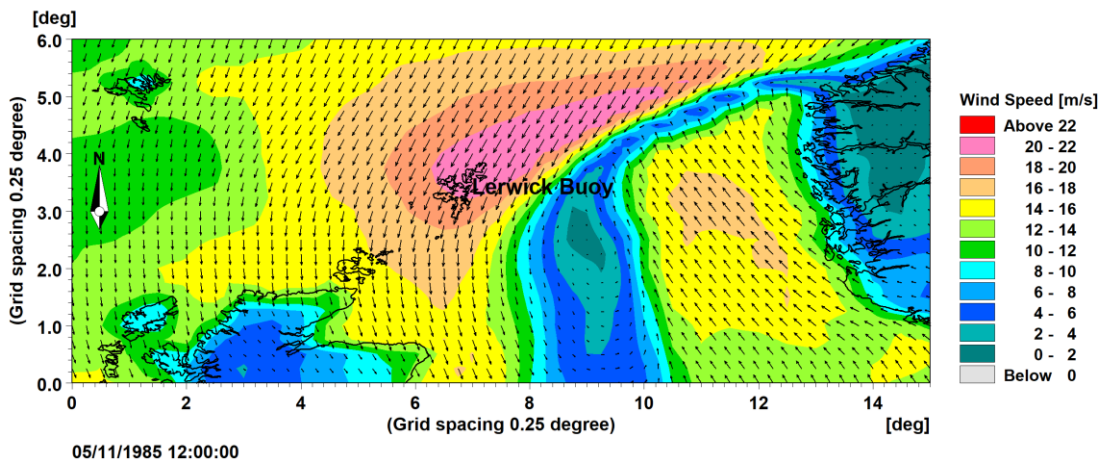 [deg]
6.0
5.0
4.0
3.0
2.0
1.0
0.0
(Grid spacing 0.25 degree)
N
Lerwick Buoy
0 2 4 6 8 10 12 14
(Grid spacing 0.25 degree) [deg]
05/11/1985 12:00:00
Wind Speed [m/s]
Above 22
20 - 22
18 - 20
16 - 18
14 - 16
12 - 14
10 - 12
8 - 10
6 - 8
4 - 6
2 - 4
0 - 2
Below 0